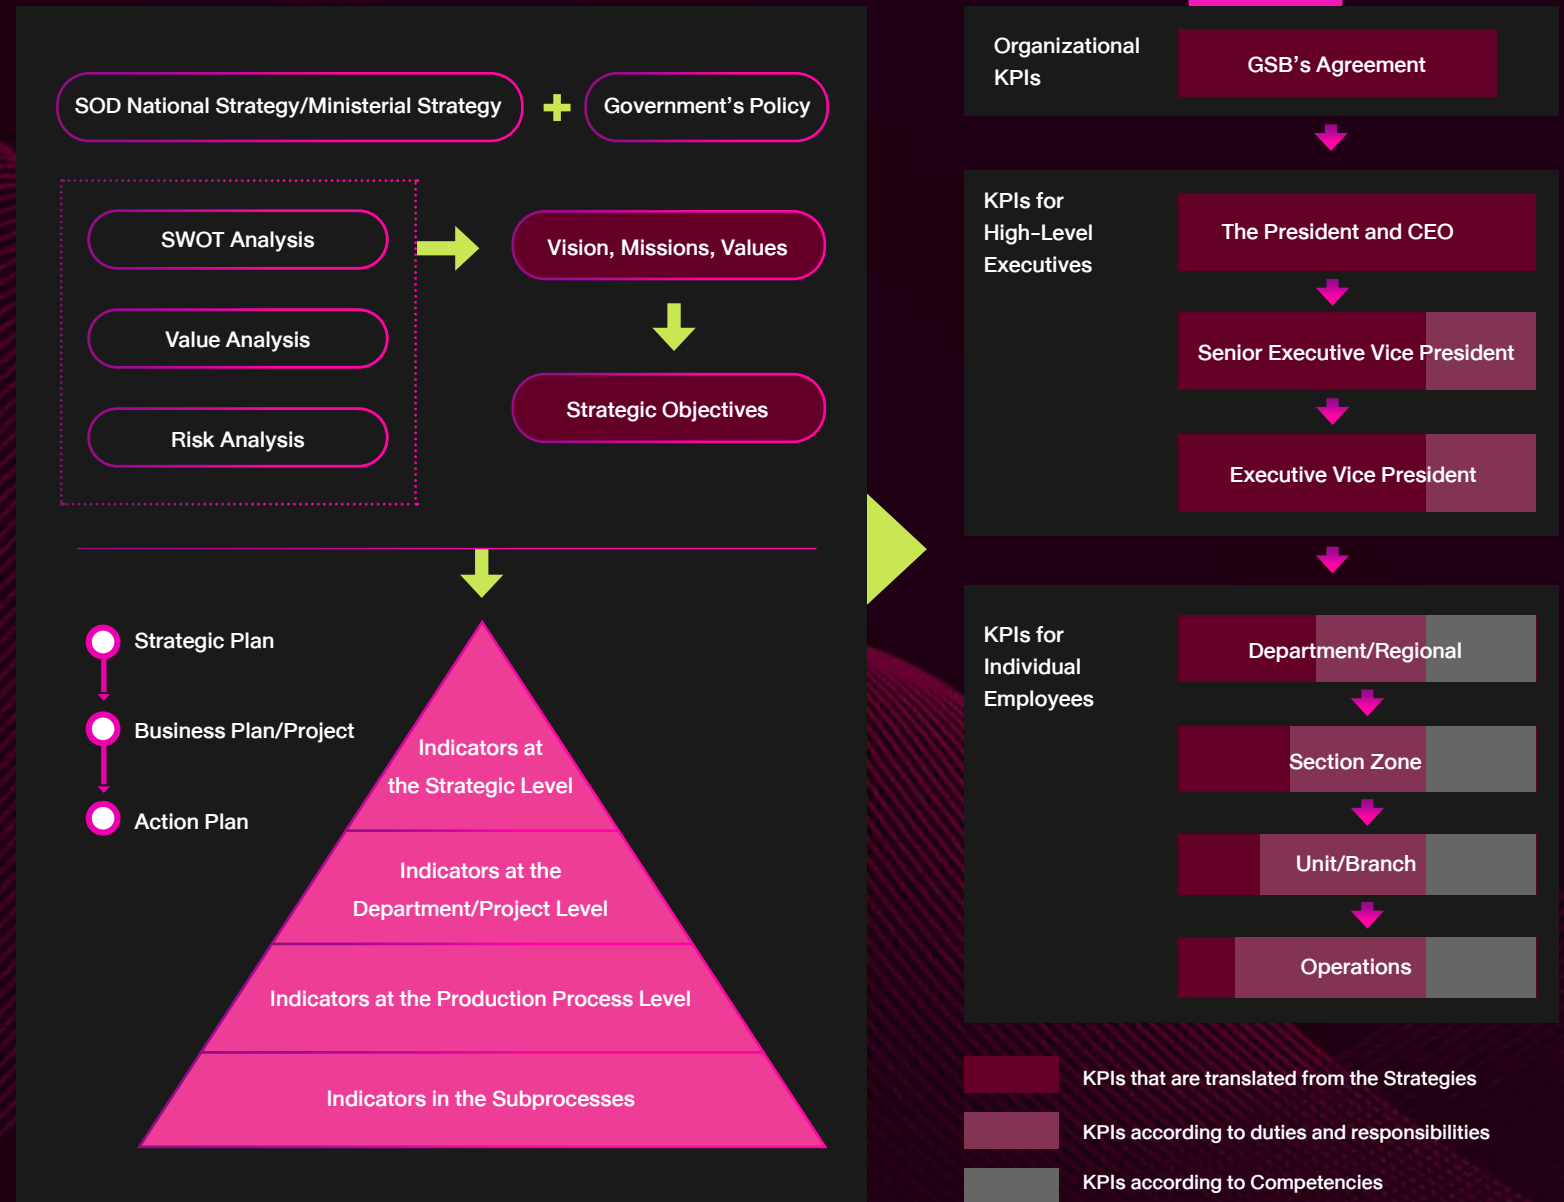 SOD National Strategy/Ministerial Strategy
Government’s Policy
SWOT Analysis
Value Analysis
Risk Analysis
Vision, Missions, Values
Strategic Objectives
Strategic Plan
Business Plan/Project
Action Plan
Indicators at
the Strategic Level
Indicators at the
Department/Project Level
Indicators at the Production Process Level
Indicators in the Subprocesses
Organizational
KPIs
GSB’s Agreement
KPIs for
High-Level
Executives
The President and CEO
Senior Executive Vice President
Executive Vice President
KPIs for
Individual
Employees
Department/Regional
Section Zone
Unit/Branch
Operations
KPIs that are translated from the Strategies
KPIs according to duties and responsibilities
KPIs according to Competencies